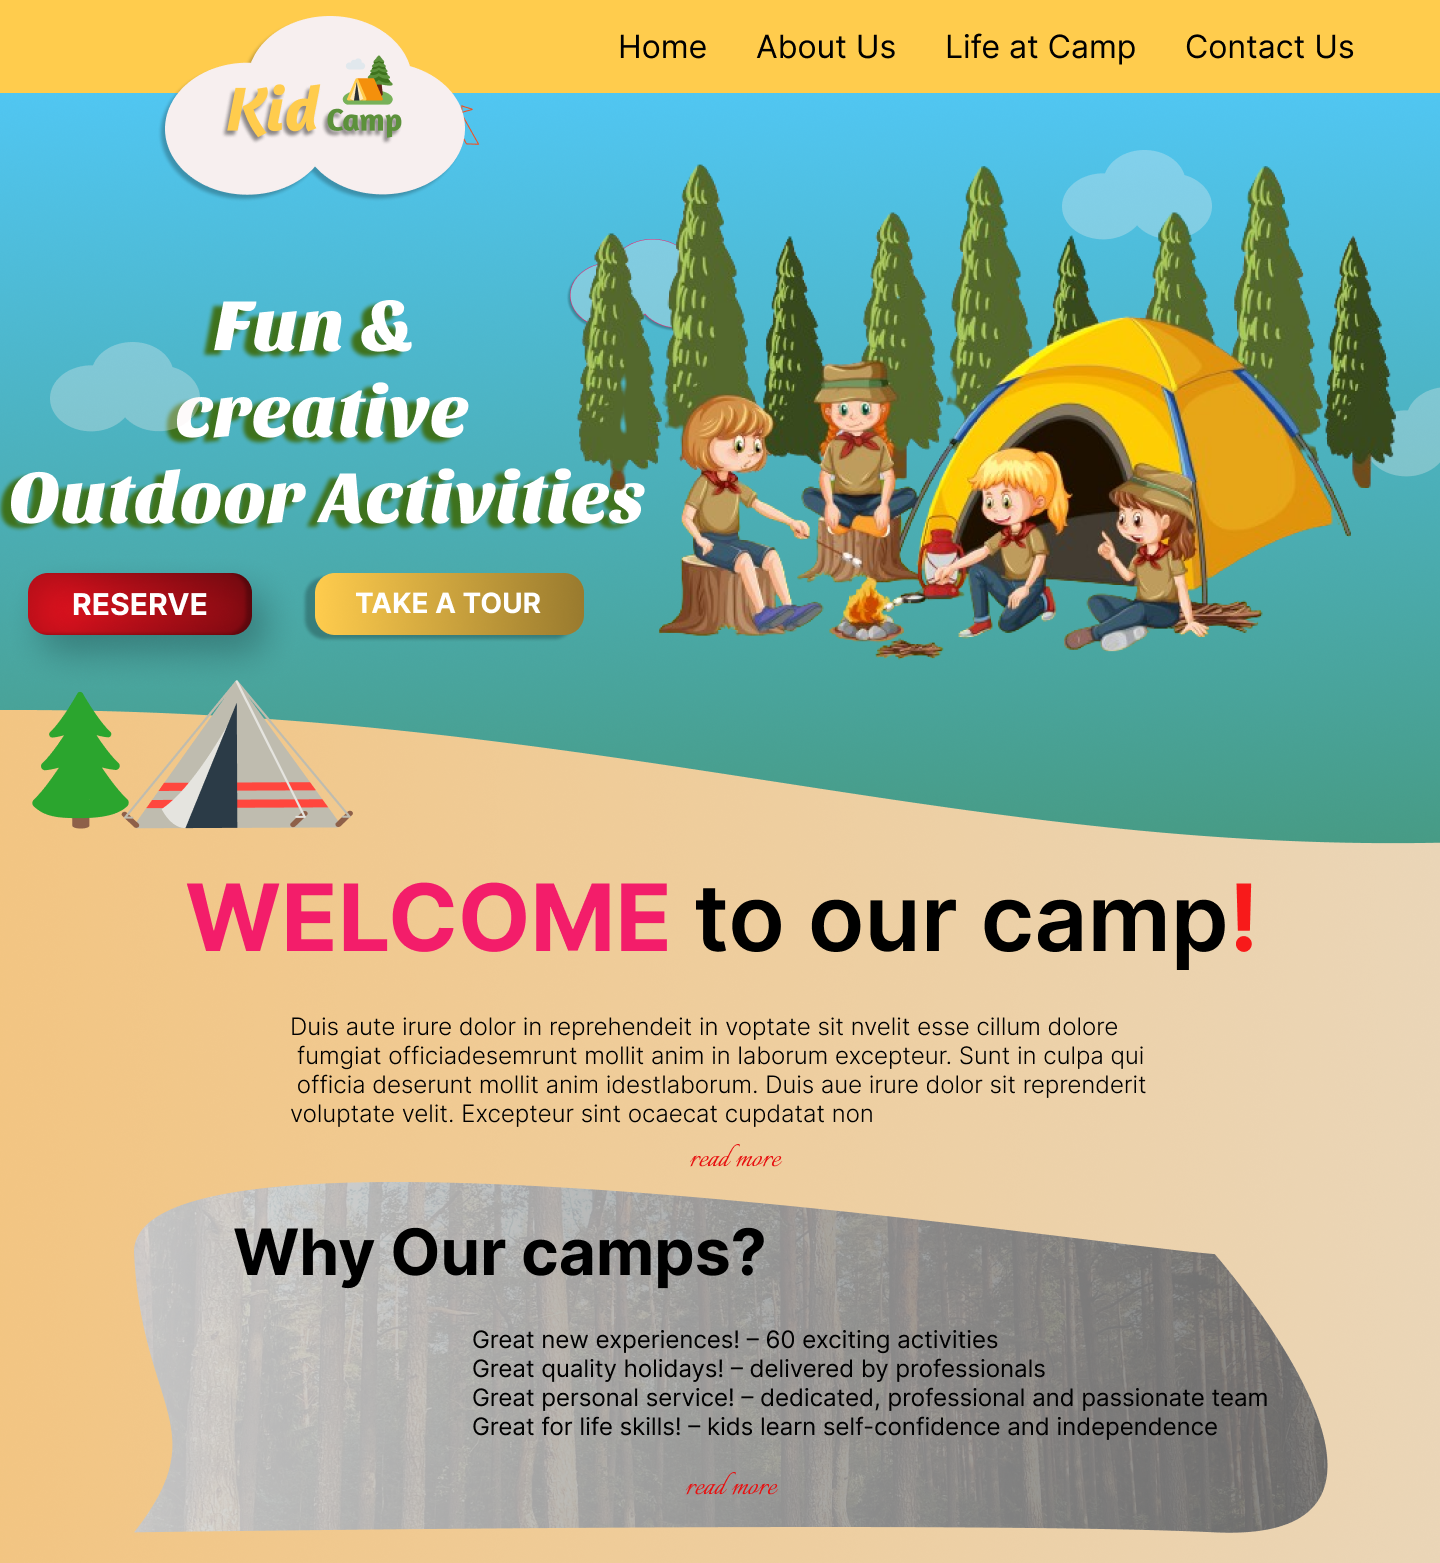 Kid Camp
Home About Us Life at Camp Contact Us
Fun &
creative
Outdoor Activities
RESERVE TAKE A TOUR
WELCOME to our camp!
Duis aute irure dolor in reprehendeit in voptate sit nvelit esse cillum dolore
fumgiat officiadesemrunt mollit anim in laborum excepteur. Sunt in culpa qui
officia deserunt mollit anim idestlaborum. Duis aue irure dolor sit reprenderit
voluptate velit. Excepteur sint ocaecat cupdatat non
read more
Why Our camps?
Great new experiences! – 60 exciting activities
Great quality holidays! – delivered by professionals
Great personal service! – dedicated, professional and passionate team
Great for life skills! – kids learn self-confidence and independence
read more